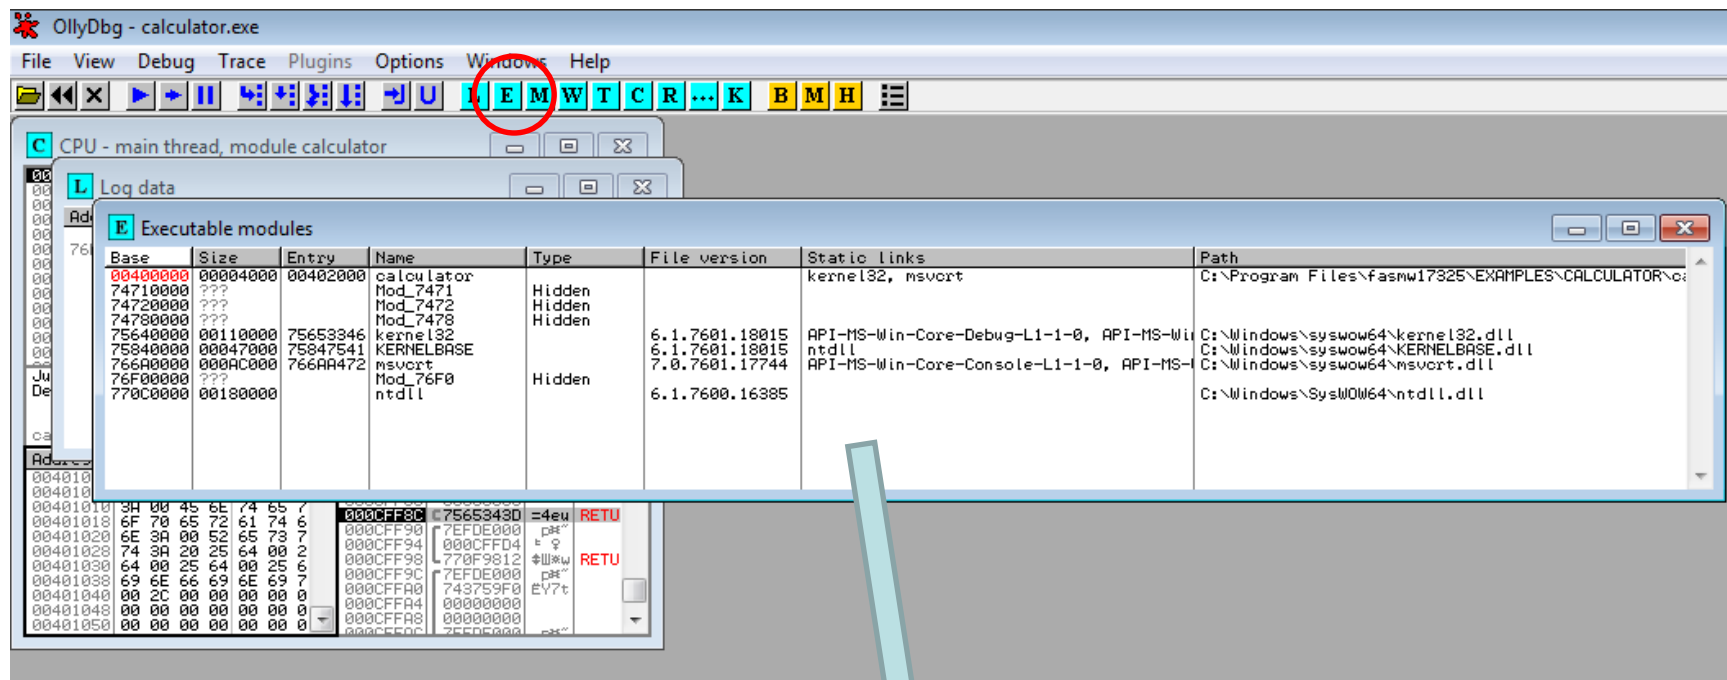 OllyDbg - calculator.exe
File View Debug Trace Plugins Options Windows Help
L E M W T C R ... K B M H
C CPU - main thread, module calculator
L Log data
E Executable modules
Base Size Entry Name Type File version Static links Path
00400000 00004000 00402000 calculator kernel32, msvcrt C:\Program Files\fasmw17325\EXAMPLES\CALCULATOR\ca
74710000 ??? Mod_7471 Hidden
74720000 ??? Mod_7472 Hidden
74780000 ??? Mod_7478 Hidden
75640000 00110000 75653346 kernel32 6.1.7601.18015 API-MS-Win-Core-Debug-L1-1-0, API-MS-Wi C:\Windows\syswow64\kernel32.dll
75840000 00047000 75847541 KERNELBASE 6.1.7601.18015 ntdll C:\Windows\syswow64\KERNELBASE.dll
766A0000 000AC000 766AA472 msvcrt 7.0.7601.17744 API-MS-Win-Core-Console-L1-1-0, API-MS- C:\Windows\syswow64\msvcrt.dll
76F00000 ??? Mod_76F0 Hidden
770C0000 00180000 ntdll 6.1.7600.16385 C:\Windows\SysWOW64\ntdll.dll
00401010 3A 00 45 6E 74 65 7
00401018 6F 70 65 72 61 74 6 000CFF8C 7565343D =4eu RETU
00401020 6E 3A 00 52 65 73 7 000CFF90 7EFDE000
00401028 74 3A 20 25 64 00 2 000CFF94 000CFFD4
00401030 64 00 25 64 00 25 6 000CFF98 770F9812 RETU
00401038 69 6E 66 69 6E 69 7 000CFF9C 7EFDE000
00401040 00 2C 00 00 00 00 0 000CFFA0 743759F0 ЁY7t
00401048 00 00 00 00 00 00 0 000CFFA4 00000000
00401050 00 00 00 00 00 00 0 000CFFA8 00000000